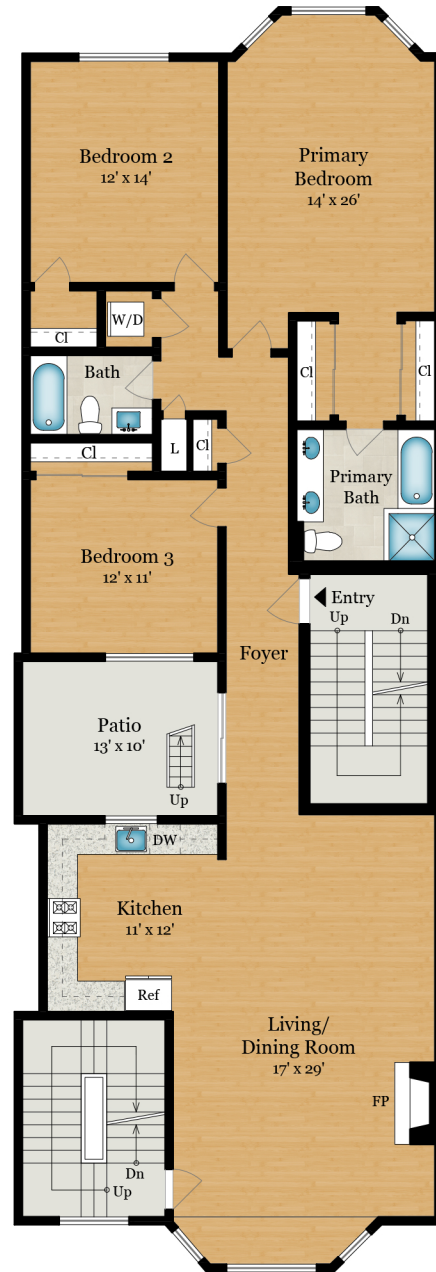 Bedroom 2
12' x 14'
Primary
Bedroom
14' x 26'
W/D
Cl
Cl
Cl
Bath
Cl
L
Cl
Primary
Bath
Bedroom 3
12' x 11'
Entry
Up
Dn
Foyer
Patio
13' x 10'
Up
DW
Kitchen
11' x 12'
Ref
Living/
Dining Room
17' x 29'
FP
Dn
Up